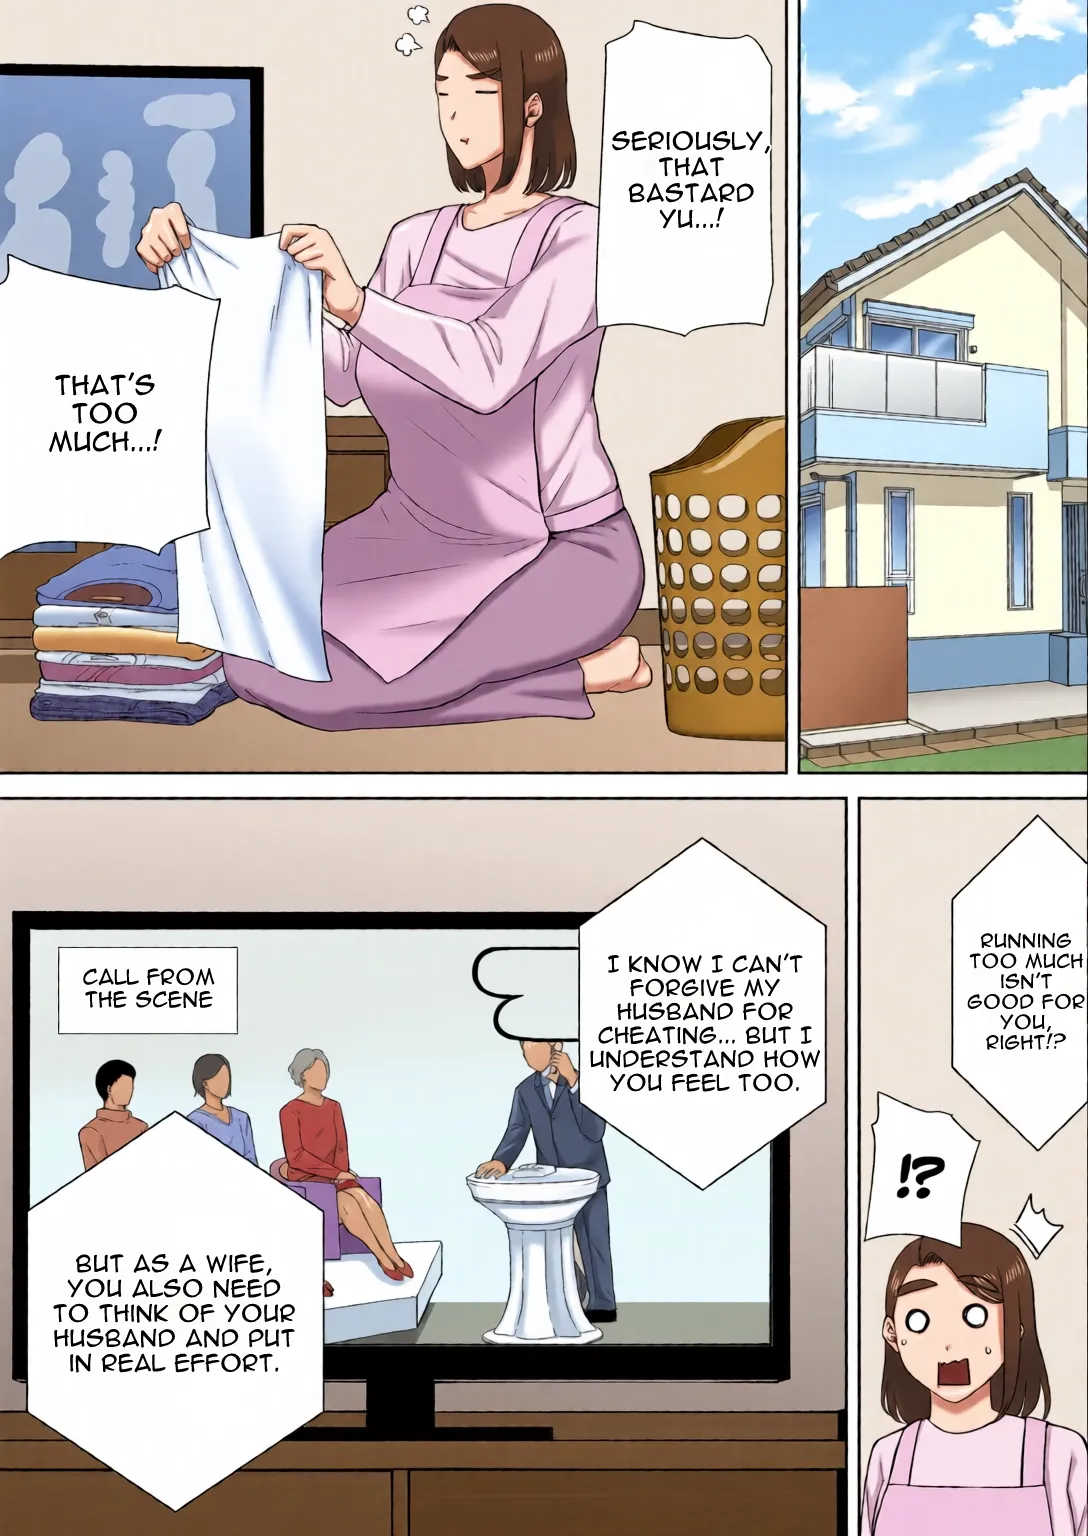 SERIOUSLY,
THAT
BASTARD
YU...!
THAT'S
TOO
MUCH...!
RUNNING
TOO MUCH
ISN'T
GOOD FOR
YOU,
RIGHT!?
!?
I KNOW I CAN'T
FORGIVE MY
HUSBAND FOR
CHEATING... BUT I
UNDERSTAND HOW
YOU FEEL TOO.
CALL FROM
THE SCENE
BUT AS A WIFE,
YOU ALSO NEED
TO THINK OF YOUR
HUSBAND AND PUT
IN REAL EFFORT.